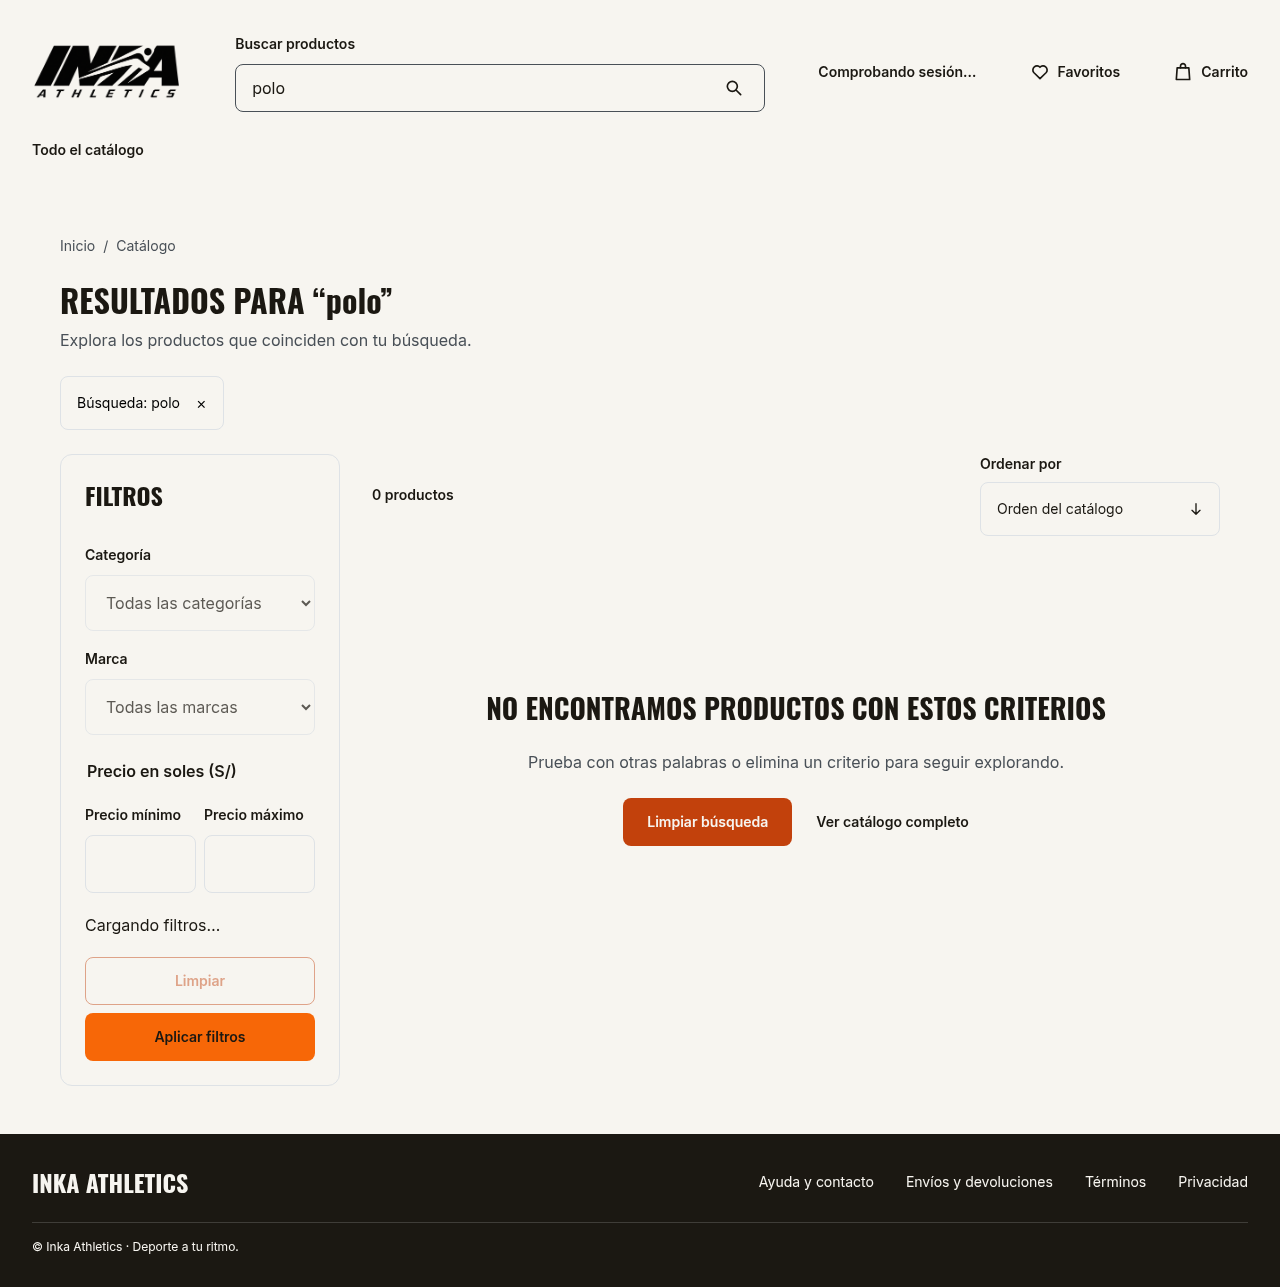 INKA
ATHLETICS
Buscar productos
polo
Comprobando sesión…
Favoritos
Carrito
Todo el catálogo
Inicio / Catálogo
RESULTADOS PARA “polo”
Explora los productos que coinciden con tu búsqueda.
Búsqueda: polo ×
FILTROS
Categoría
Todas las categorías
Marca
Todas las marcas
Precio en soles (S/)
Precio mínimo
Precio máximo
Cargando filtros…
Limpiar
Aplicar filtros
0 productos
Ordenar por
Orden del catálogo
NO ENCONTRAMOS PRODUCTOS CON ESTOS CRITERIOS
Prueba con otras palabras o elimina un criterio para seguir explorando.
Limpiar búsqueda
Ver catálogo completo
INKA ATHLETICS
Ayuda y contacto
Envíos y devoluciones
Términos
Privacidad
© Inka Athletics · Deporte a tu ritmo.